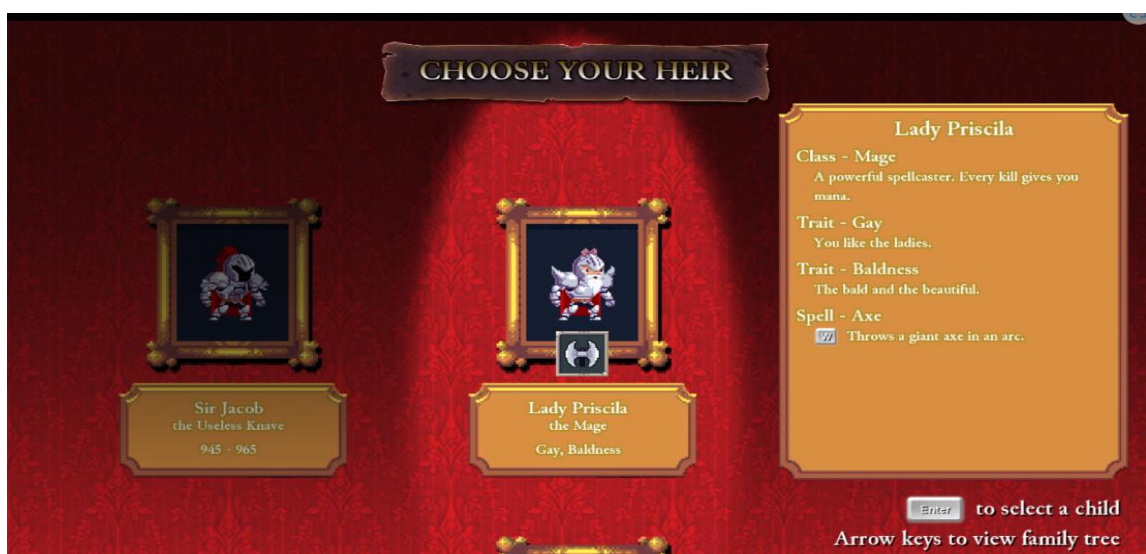 CHOOSE YOUR HEIR
Sir Jacob
the Useless Knave
945 - 965
Lady Priscila
the Mage
Gay, Baldness
Lady Priscila
Class - Mage
A powerful spellcaster. Every kill gives you
mana.
Trait - Gay
You like the ladies.
Trait - Baldness
The bald and the beautiful.
Spell - Axe
W Throws a giant axe in an arc.
Enter to select a child
Arrow keys to view family tree